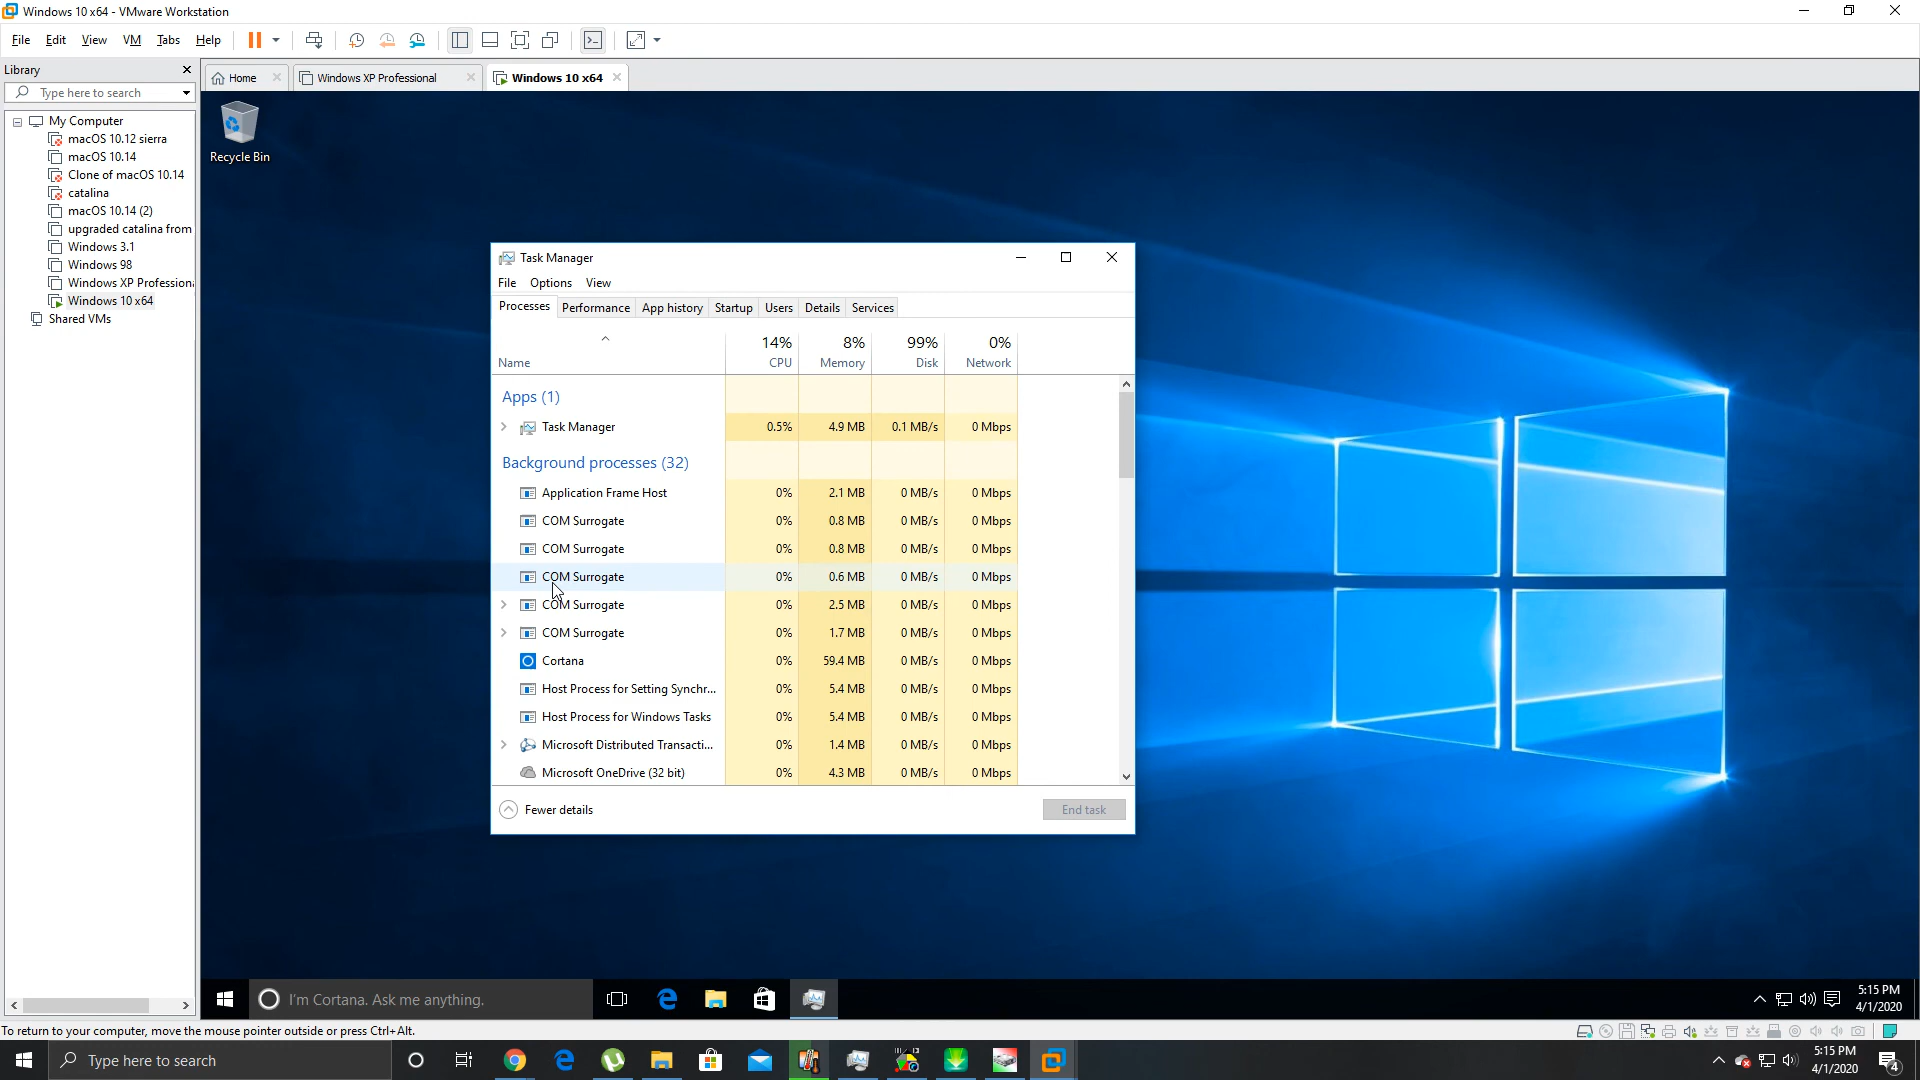 Windows 10 x64 - VMware Workstation
File Edit View VM Tabs Help
Library
Type here to search
My Computer
macOS 10.12 sierra
macOS 10.14
Clone of macOS 10.14
catalina
macOS 10.14 (2)
upgraded catalina from
Windows 3.1
Windows 98
Windows XP Professiona
Windows 10 x64
Shared VMs
Home
Windows XP Professional
Windows 10 x64
Recycle Bin
Task Manager
File Options View
Processes Performance App history Startup Users Details Services
14% 8% 99% 0%
Name CPU Memory Disk Network
Apps (1)
Task Manager 0.5% 4.9 MB 0.1 MB/s 0 Mbps
Background processes (32)
Application Frame Host 0% 2.1 MB 0 MB/s 0 Mbps
COM Surrogate 0% 0.8 MB 0 MB/s 0 Mbps
COM Surrogate 0% 0.8 MB 0 MB/s 0 Mbps
COM Surrogate 0% 0.6 MB 0 MB/s 0 Mbps
COM Surrogate 0% 2.5 MB 0 MB/s 0 Mbps
COM Surrogate 0% 1.7 MB 0 MB/s 0 Mbps
Cortana 0% 59.4 MB 0 MB/s 0 Mbps
Host Process for Setting Synchr... 0% 5.4 MB 0 MB/s 0 Mbps
Host Process for Windows Tasks 0% 5.4 MB 0 MB/s 0 Mbps
Microsoft Distributed Transacti... 0% 1.4 MB 0 MB/s 0 Mbps
Microsoft OneDrive (32 bit) 0% 4.3 MB 0 MB/s 0 Mbps
Fewer details
End task
I'm Cortana. Ask me anything.
5:15 PM
4/1/2020
To return to your computer, move the mouse pointer outside or press Ctrl+Alt.
Type here to search
5:15 PM
4/1/2020
4